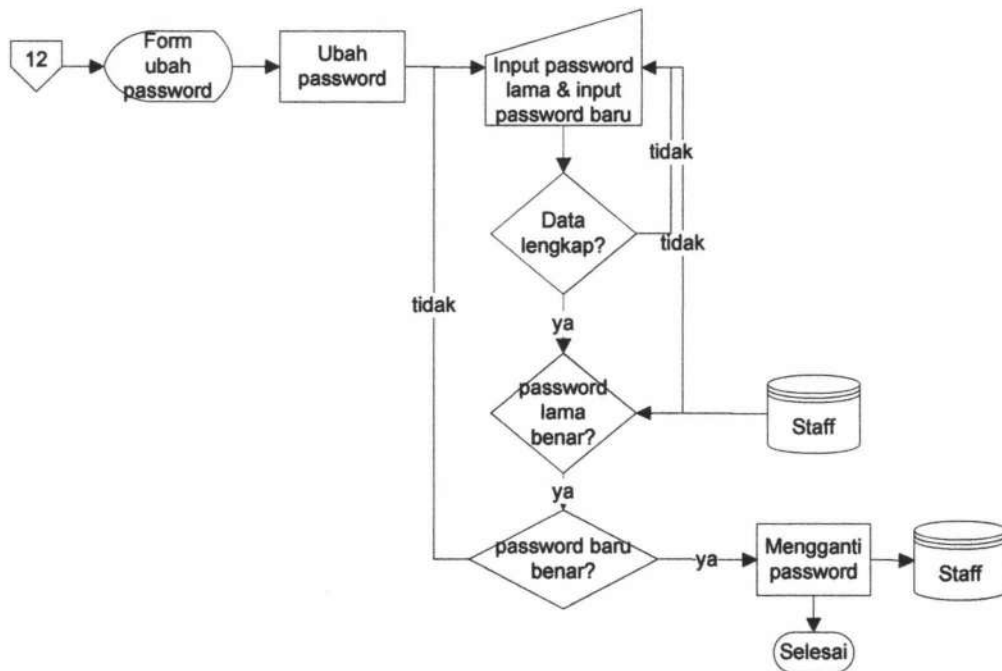 12
Form
ubah
password
Ubah
password
Input password
lama & input
password baru
tidak
Data
lengkap?
tidak
tidak
ya
password
lama
benar?
Staff
ya
password baru
benar?
ya
Mengganti
password
Staff
Selesai